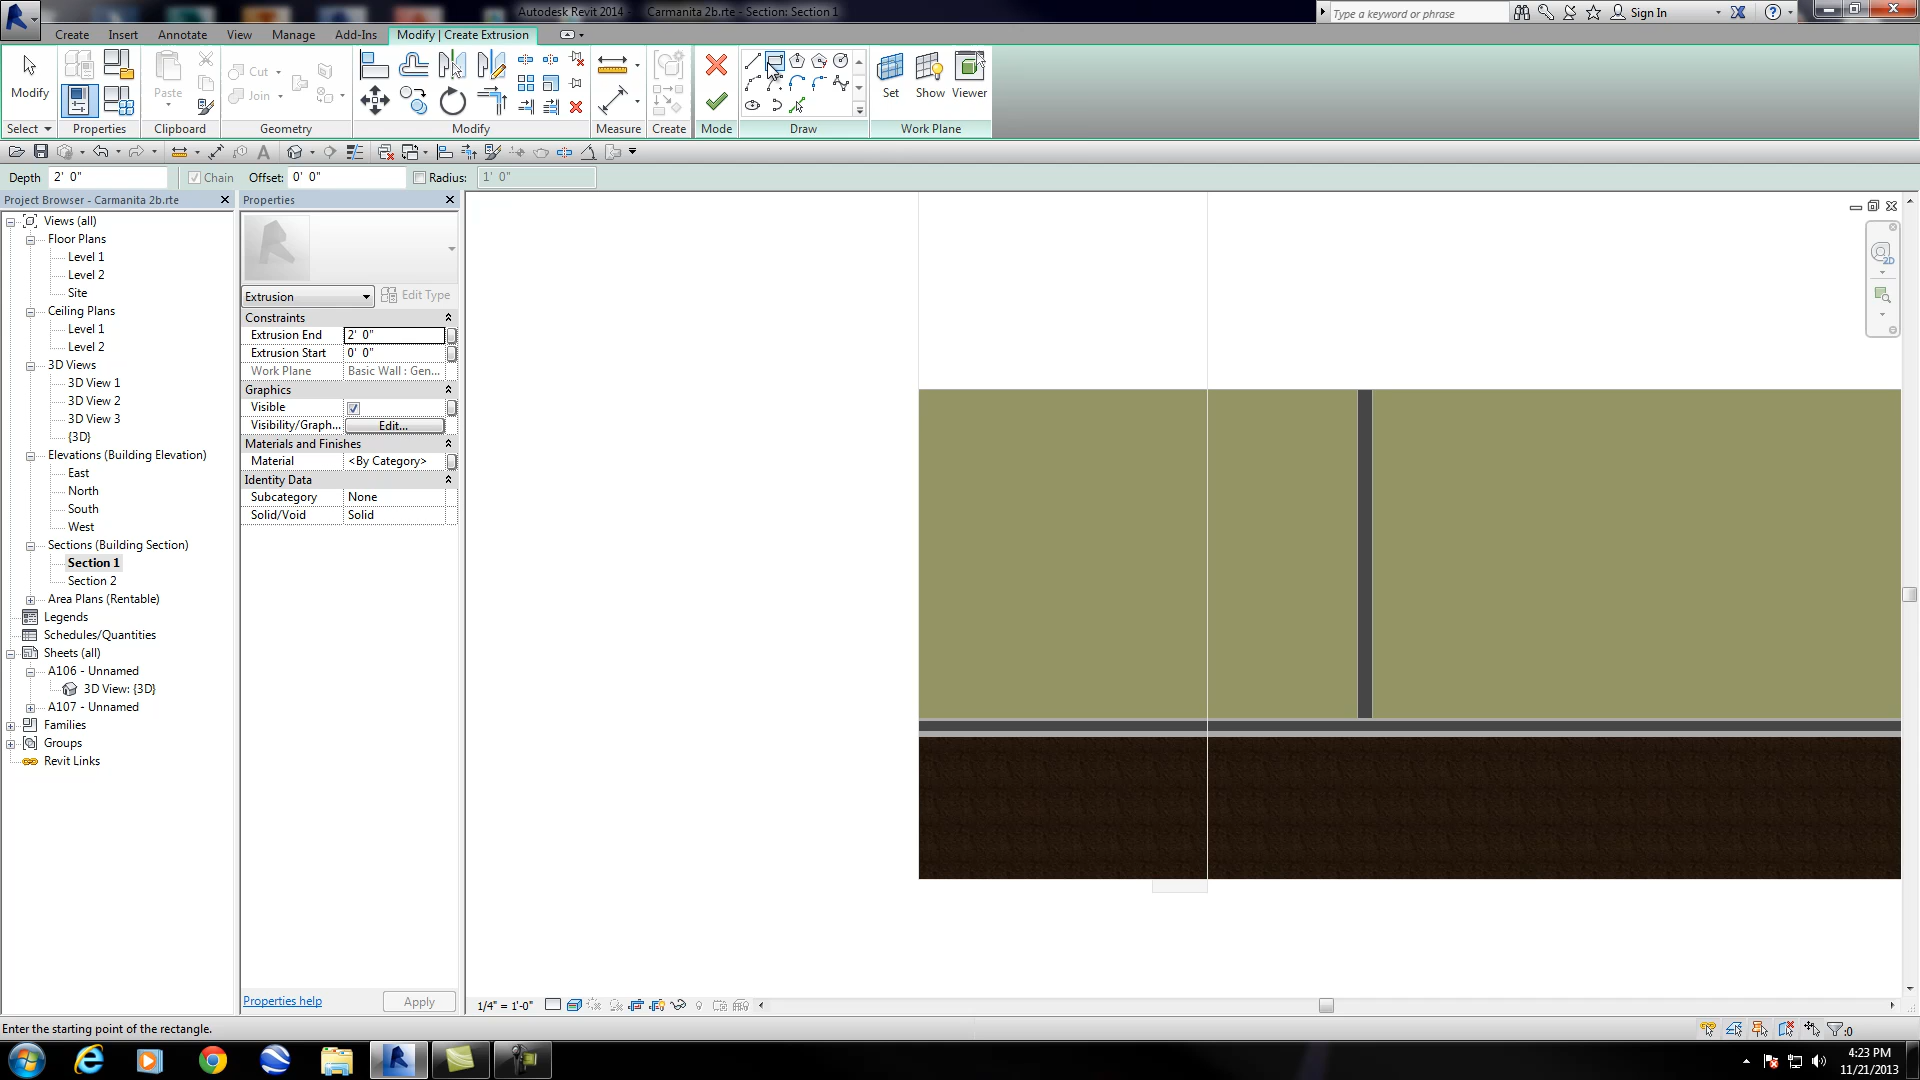 Autodesk Revit 2014 - Carmanita 2b.rte - Section: Section 1
Type a keyword or phrase
Sign In
Create Insert Annotate View Manage Add-Ins Modify | Create Extrusion
Modify
Paste
Cut
Join
Set Show Viewer
Select Properties Clipboard Geometry Modify Measure Create Mode Draw Work Plane
Depth 2' 0" Chain Offset: 0' 0" Radius: 1' 0"
Project Browser - Carmanita 2b.rte
Views (all)
Floor Plans
Level 1
Level 2
Site
Ceiling Plans
Level 1
Level 2
3D Views
3D View 1
3D View 2
3D View 3
{3D}
Elevations (Building Elevation)
East
North
South
West
Sections (Building Section)
Section 1
Section 2
Area Plans (Rentable)
Legends
Schedules/Quantities
Sheets (all)
A106 - Unnamed
3D View: {3D}
A107 - Unnamed
Families
Groups
Revit Links
Properties
Extrusion Edit Type
Constraints
Extrusion End 2' 0"
Extrusion Start 0' 0"
Work Plane Basic Wall : Gen...
Graphics
Visible
Visibility/Graph... Edit...
Materials and Finishes
Material <By Category>
Identity Data
Subcategory None
Solid/Void Solid
Properties help Apply
2D
1/4" = 1'-0"
Enter the starting point of the rectangle.
:0
4:23 PM
11/21/2013